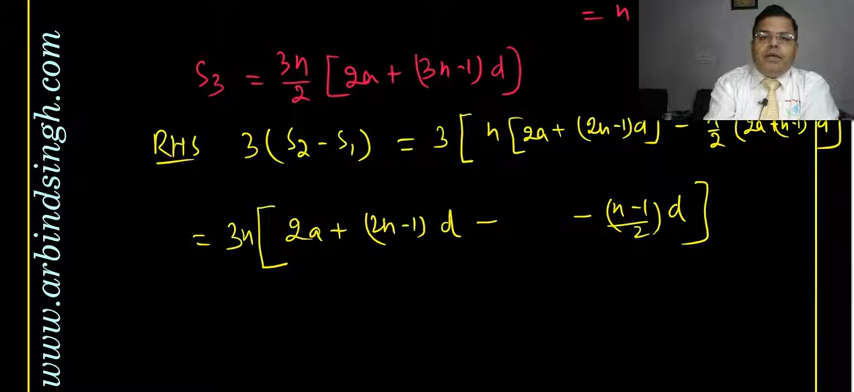 = n
S3 = 3n/2 [2a + (3n-1) d]
RHS 3(S2 - S1) = 3 [ n [2a + (2n-1)d] - n/2 (2a + (n-1) d) ]
= 3n [ 2a + (2n-1) d - - (n-1/2) d ]
www.arbindsingh.com